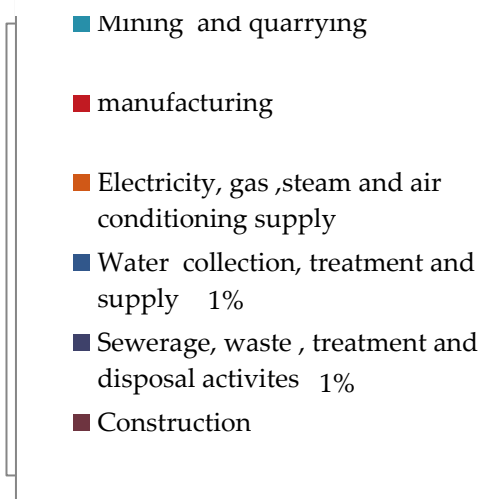 Mining and quarrying
manufacturing
Electricity, gas ,steam and air
conditioning supply
Water collection, treatment and
supply 1%
Sewerage, waste , treatment and
disposal activites 1%
Construction